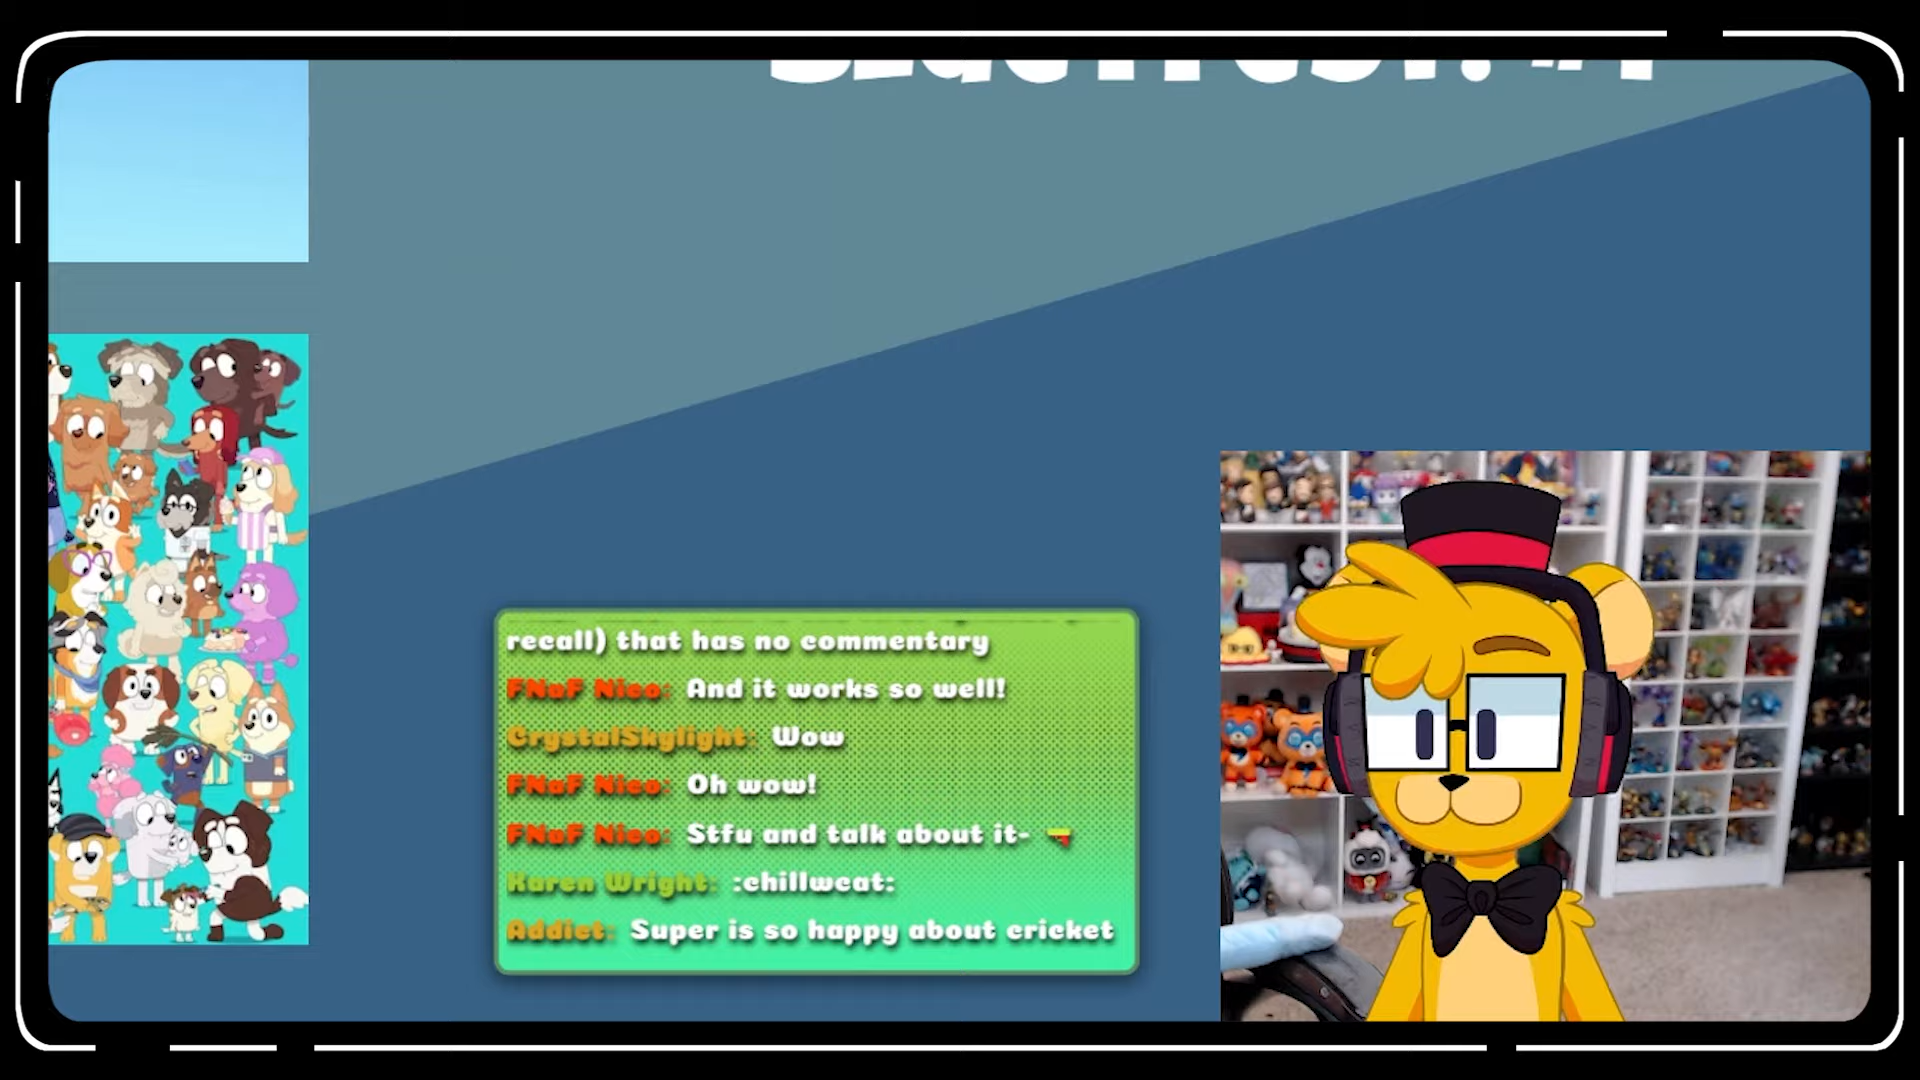 recall) that has no commentary
FNaF Nico: And it works so well!
CrystalSkylight: Wow
FNaF Nico: Oh wow!
FNaF Nico: Stfu and talk about it-
Karen Wright: :chillwcat:
Addict: Super is so happy about cricket